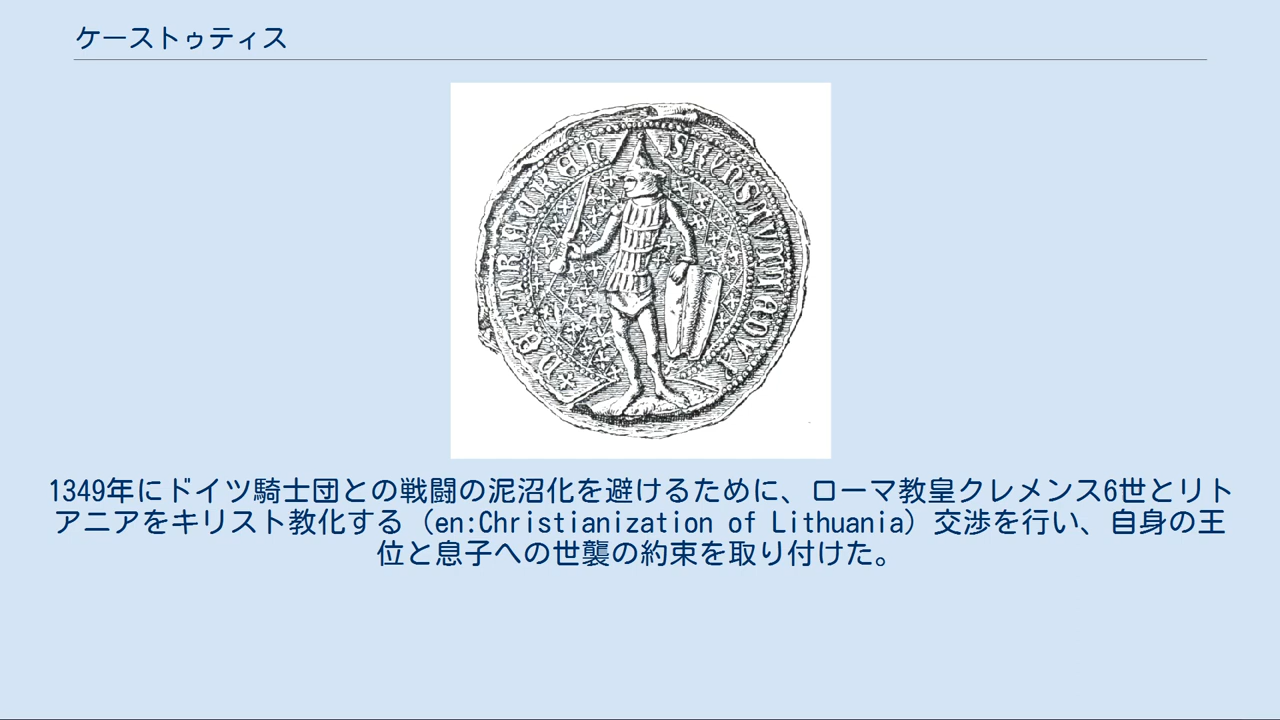 ケーストゥティス
1349年にドイツ騎士団との戦闘の泥沼化を避けるために、ローマ教皇クレメンス6世とリト
アニアをキリスト教化する（en:Christianization of Lithuania）交渉を行い、自身の王
位と息子への世襲の約束を取り付けた。